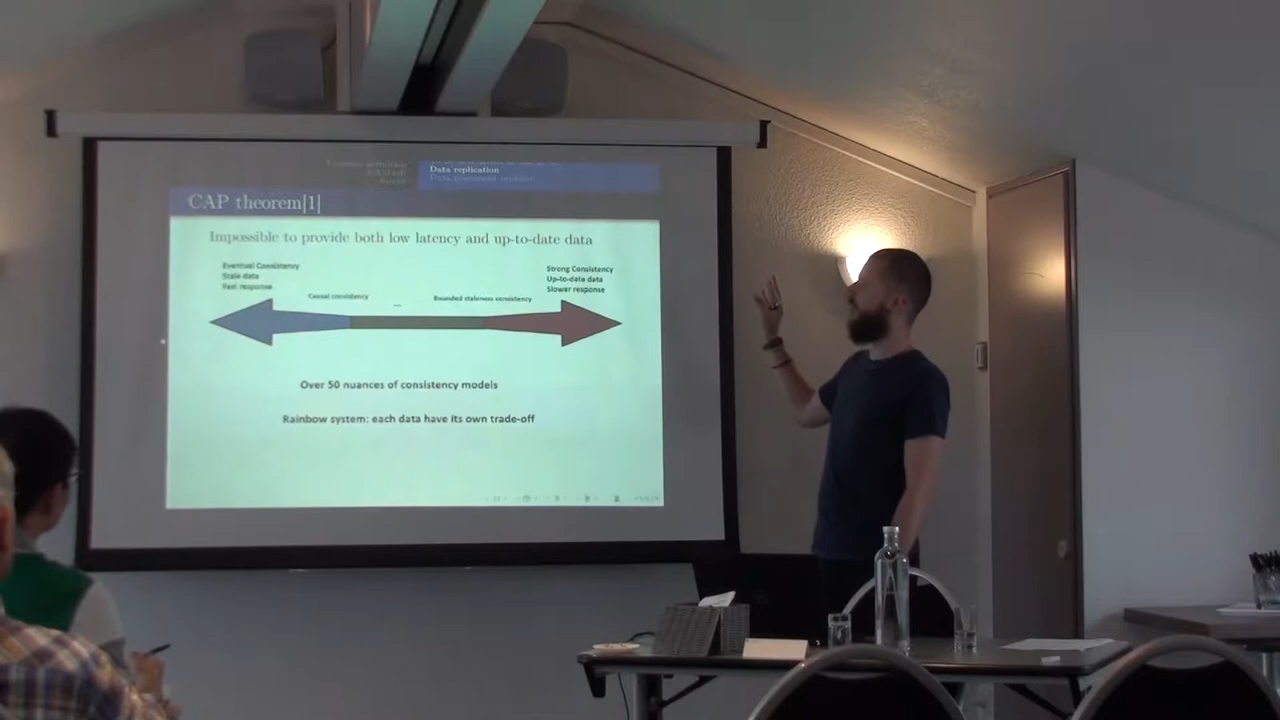 Data replication
CAP theorem[1]
Impossible to provide both low latency and up-to-date data
Eventual Consistency
Stale data
Fast response
Strong Consistency
Up-to-date data
Slower response
Causal consistency
...
Bounded staleness consistency
Over 50 nuances of consistency models
Rainbow system: each data have its own trade-off